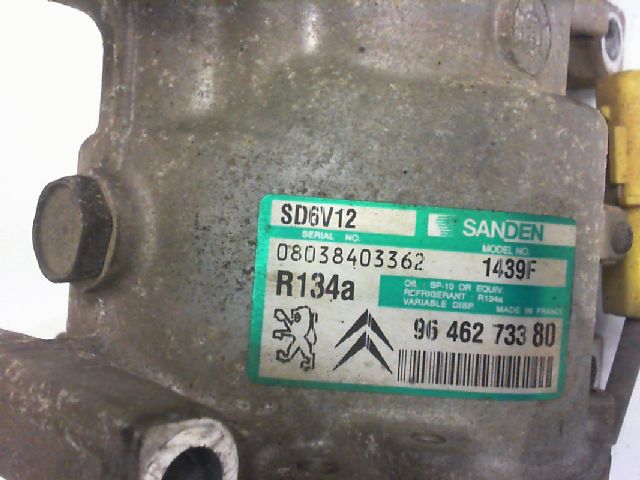 SD6V12
SANDEN
SERIAL NO.
MODEL NO.
08038403362
1439F
R134a
OIL : SP-10 OR EQUIV.
REFRIGERANT : R134a
VARIABLE DISP. MADE IN FRANCE
96 462 733 80